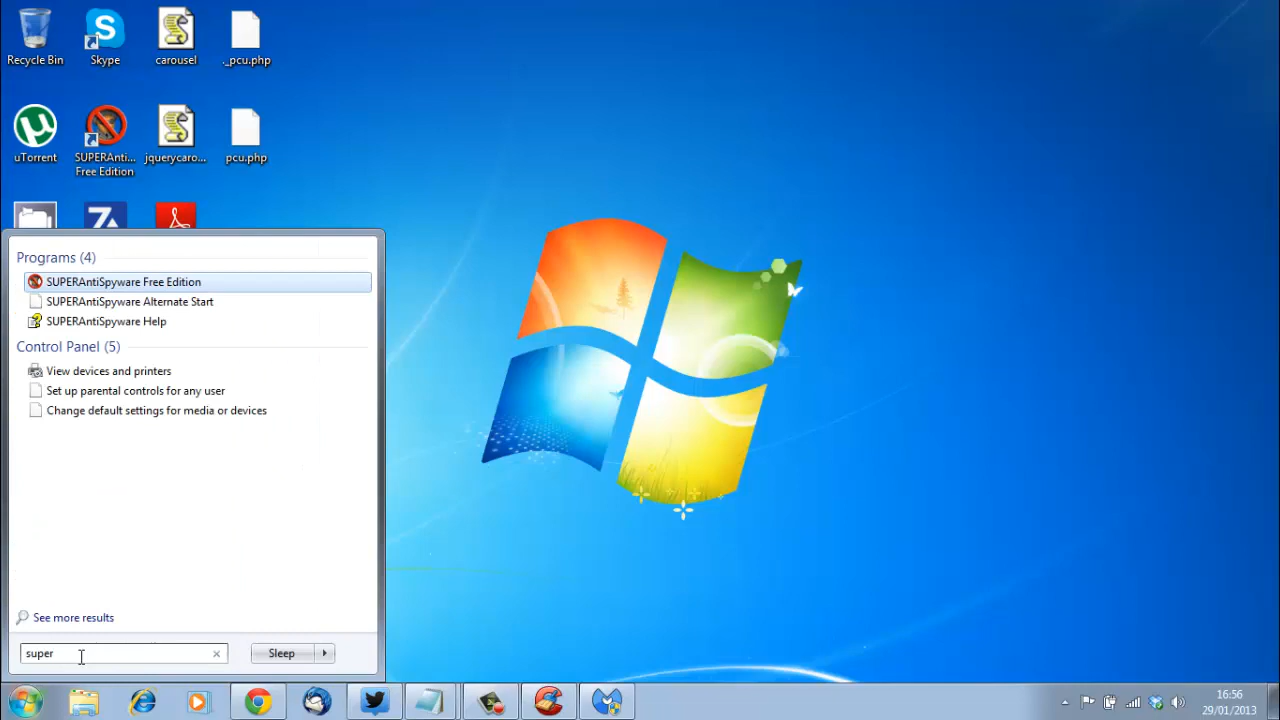 Recycle Bin
Skype
carousel
._pcu.php
uTorrent
SUPERAnti...
Free Edition
jquerycaro...
pcu.php
Programs (4)
SUPERAntiSpyware Free Edition
SUPERAntiSpyware Alternate Start
SUPERAntiSpyware Help
Control Panel (5)
View devices and printers
Set up parental controls for any user
Change default settings for media or devices
See more results
super
Sleep
16:56
29/01/2013